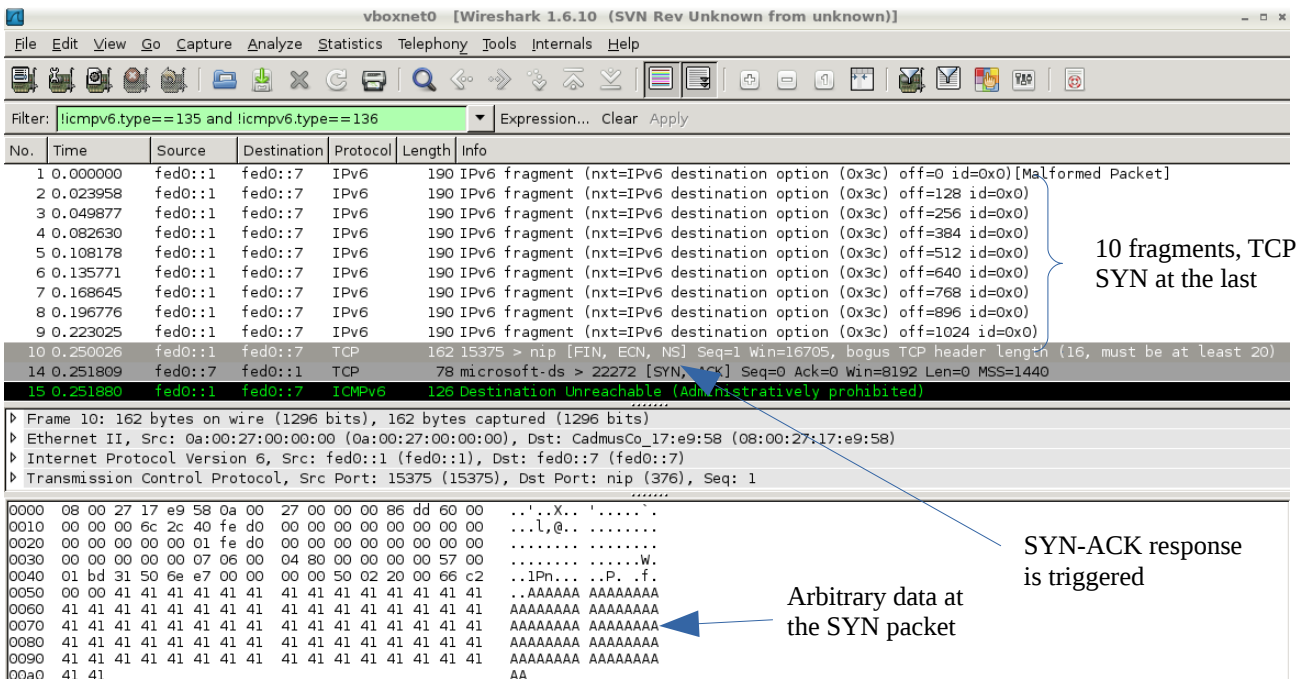 vboxnet0 [Wireshark 1.6.10 (SVN Rev Unknown from unknown)]
File Edit View Go Capture Analyze Statistics Telephony Tools Internals Help
Filter: !icmpv6.type==135 and !icmpv6.type==136 Expression... Clear Apply
No. Time Source Destination Protocol Length Info
1 0.000000 fed0::1 fed0::7 IPv6 190 IPv6 fragment (nxt=IPv6 destination option (0x3c) off=0 id=0x0)[Malformed Packet]
2 0.023958 fed0::1 fed0::7 IPv6 190 IPv6 fragment (nxt=IPv6 destination option (0x3c) off=128 id=0x0)
3 0.049877 fed0::1 fed0::7 IPv6 190 IPv6 fragment (nxt=IPv6 destination option (0x3c) off=256 id=0x0)
4 0.082630 fed0::1 fed0::7 IPv6 190 IPv6 fragment (nxt=IPv6 destination option (0x3c) off=384 id=0x0)
5 0.108178 fed0::1 fed0::7 IPv6 190 IPv6 fragment (nxt=IPv6 destination option (0x3c) off=512 id=0x0)
6 0.135771 fed0::1 fed0::7 IPv6 190 IPv6 fragment (nxt=IPv6 destination option (0x3c) off=640 id=0x0)
7 0.168645 fed0::1 fed0::7 IPv6 190 IPv6 fragment (nxt=IPv6 destination option (0x3c) off=768 id=0x0)
8 0.196776 fed0::1 fed0::7 IPv6 190 IPv6 fragment (nxt=IPv6 destination option (0x3c) off=896 id=0x0)
9 0.223025 fed0::1 fed0::7 IPv6 190 IPv6 fragment (nxt=IPv6 destination option (0x3c) off=1024 id=0x0)
10 0.250026 fed0::1 fed0::7 TCP 162 15375 > nip [FIN, ECN, NS] Seq=1 Win=16705, bogus TCP header length (16, must be at least 20)
14 0.251809 fed0::7 fed0::1 TCP 78 microsoft-ds > 22272 [SYN, ACK] Seq=0 Ack=0 Win=8192 Len=0 MSS=1440
15 0.251880 fed0::1 fed0::7 ICMPv6 126 Destination Unreachable (Administratively prohibited)
10 fragments, TCP
SYN at the last
Frame 10: 162 bytes on wire (1296 bits), 162 bytes captured (1296 bits)
Ethernet II, Src: 0a:00:27:00:00:00 (0a:00:27:00:00:00), Dst: CadmusCo_17:e9:58 (08:00:27:17:e9:58)
Internet Protocol Version 6, Src: fed0::1 (fed0::1), Dst: fed0::7 (fed0::7)
Transmission Control Protocol, Src Port: 15375 (15375), Dst Port: nip (376), Seq: 1
0000 08 00 27 17 e9 58 0a 00 27 00 00 00 86 dd 60 00 ..'..X.. '.....`.
0010 00 00 00 6c 2c 40 fe d0 00 00 00 00 00 00 00 00 ...l,@.. ........
0020 00 00 00 00 00 01 fe d0 00 00 00 00 00 00 00 00 ........ ........
0030 00 00 00 00 00 07 06 00 04 80 00 00 00 00 57 00 ........ ......W.
0040 01 bd 31 50 6e e7 00 00 00 00 50 02 20 00 66 c2 ..1Pn... ..P. .f.
0050 00 00 41 41 41 41 41 41 41 41 41 41 41 41 41 41 ..AAAAAA AAAAAAAA
0060 41 41 41 41 41 41 41 41 41 41 41 41 41 41 41 41 AAAAAAAA AAAAAAAA
0070 41 41 41 41 41 41 41 41 41 41 41 41 41 41 41 41 AAAAAAAA AAAAAAAA
0080 41 41 41 41 41 41 41 41 41 41 41 41 41 41 41 41 AAAAAAAA AAAAAAAA
0090 41 41 41 41 41 41 41 41 41 41 41 41 41 41 41 41 AAAAAAAA AAAAAAAA
00a0 41 41 AA
SYN-ACK response
is triggered
Arbitrary data at
the SYN packet